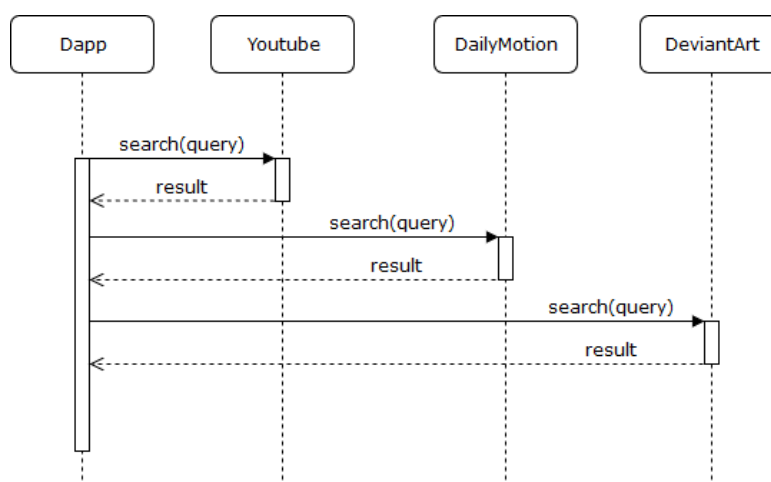 Dapp
Youtube
DailyMotion
DeviantArt
search(query)
result
search(query)
result
search(query)
result